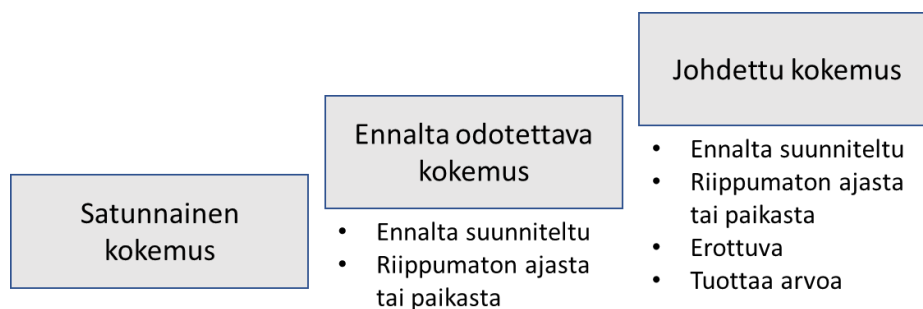 Satunnainen
kokemus
Ennalta odotettava
kokemus
• Ennalta suunniteltu
• Riippumaton ajasta
tai paikasta
Johdettu kokemus
• Ennalta suunniteltu
• Riippumaton ajasta
tai paikasta
• Erottuva
• Tuottaa arvoa